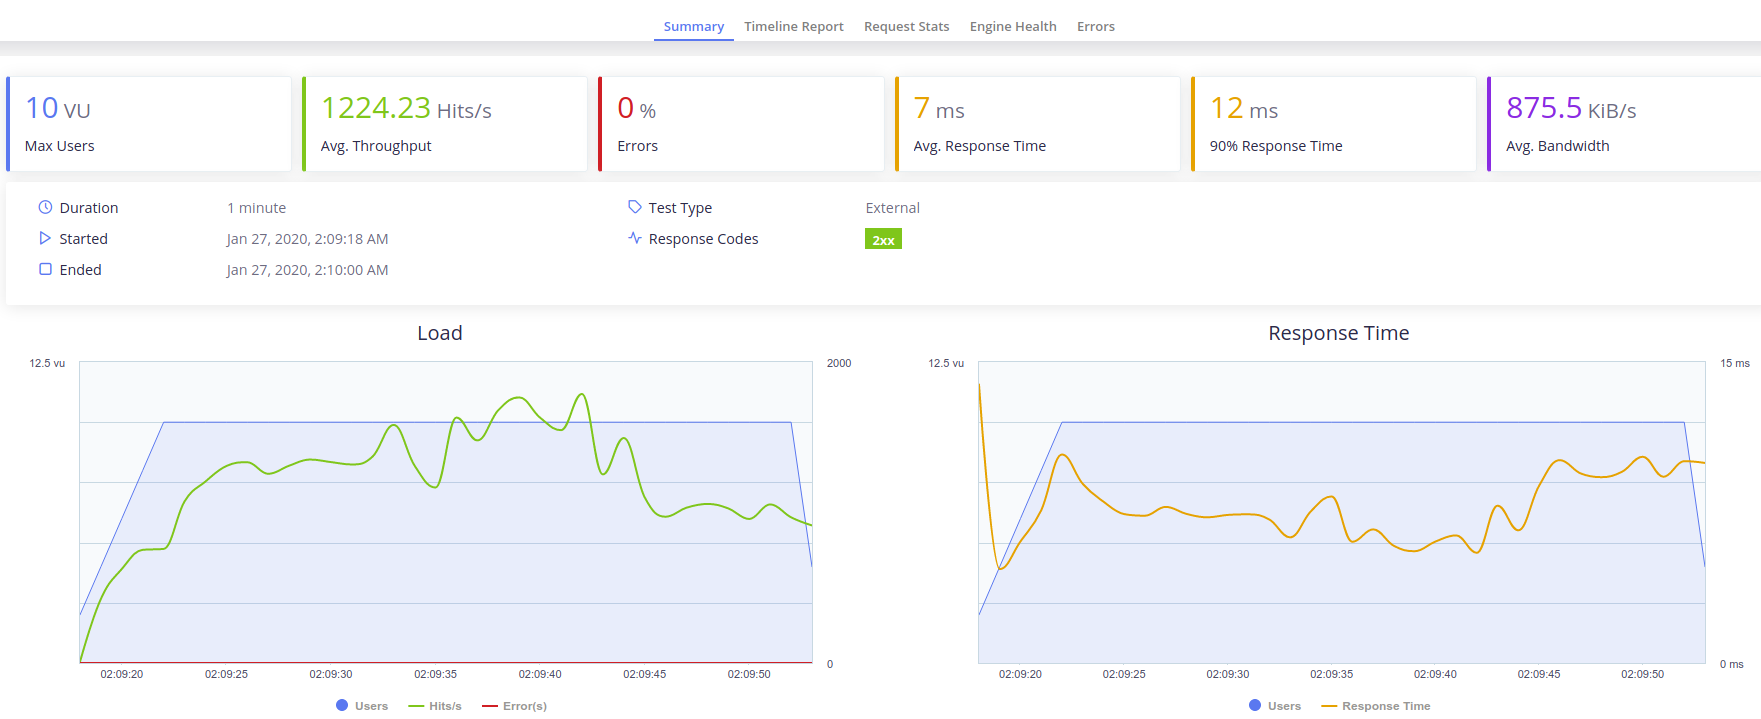 Summary Timeline Report Request Stats Engine Health Errors
10 VU 1224.23 Hits/s 0 % 7 ms 12 ms 875.5 KiB/s
Max Users Avg. Throughput Errors Avg. Response Time 90% Response Time Avg. Bandwidth
Duration 1 minute Test Type External
Started Jan 27, 2020, 2:09:18 AM Response Codes 2xx
Ended Jan 27, 2020, 2:10:00 AM
Load
12.5 vu 2000
0
02:09:20 02:09:25 02:09:30 02:09:35 02:09:40 02:09:45 02:09:50
Users Hits/s Error(s)
Response Time
12.5 vu 15 ms
0 ms
02:09:20 02:09:25 02:09:30 02:09:35 02:09:40 02:09:45 02:09:50
Users Response Time